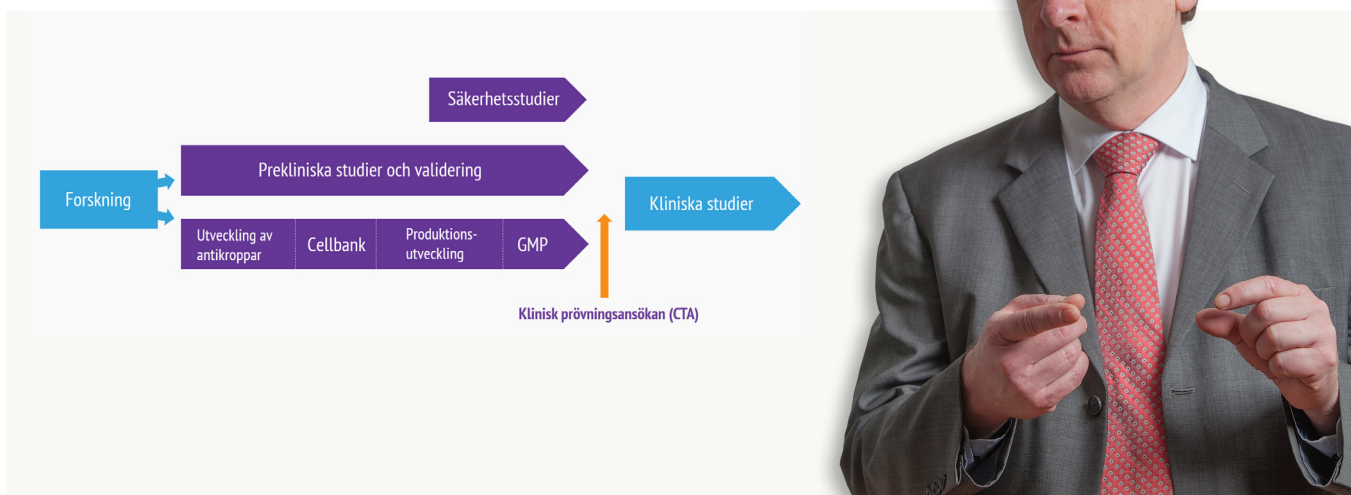 Säkerhetsstudier
Prekliniska studier och validering
Forskning
Kliniska studier
Utveckling av
antikroppar
Cellbank
Produktions-
utveckling
GMP
Klinisk prövningsansökan (CTA)